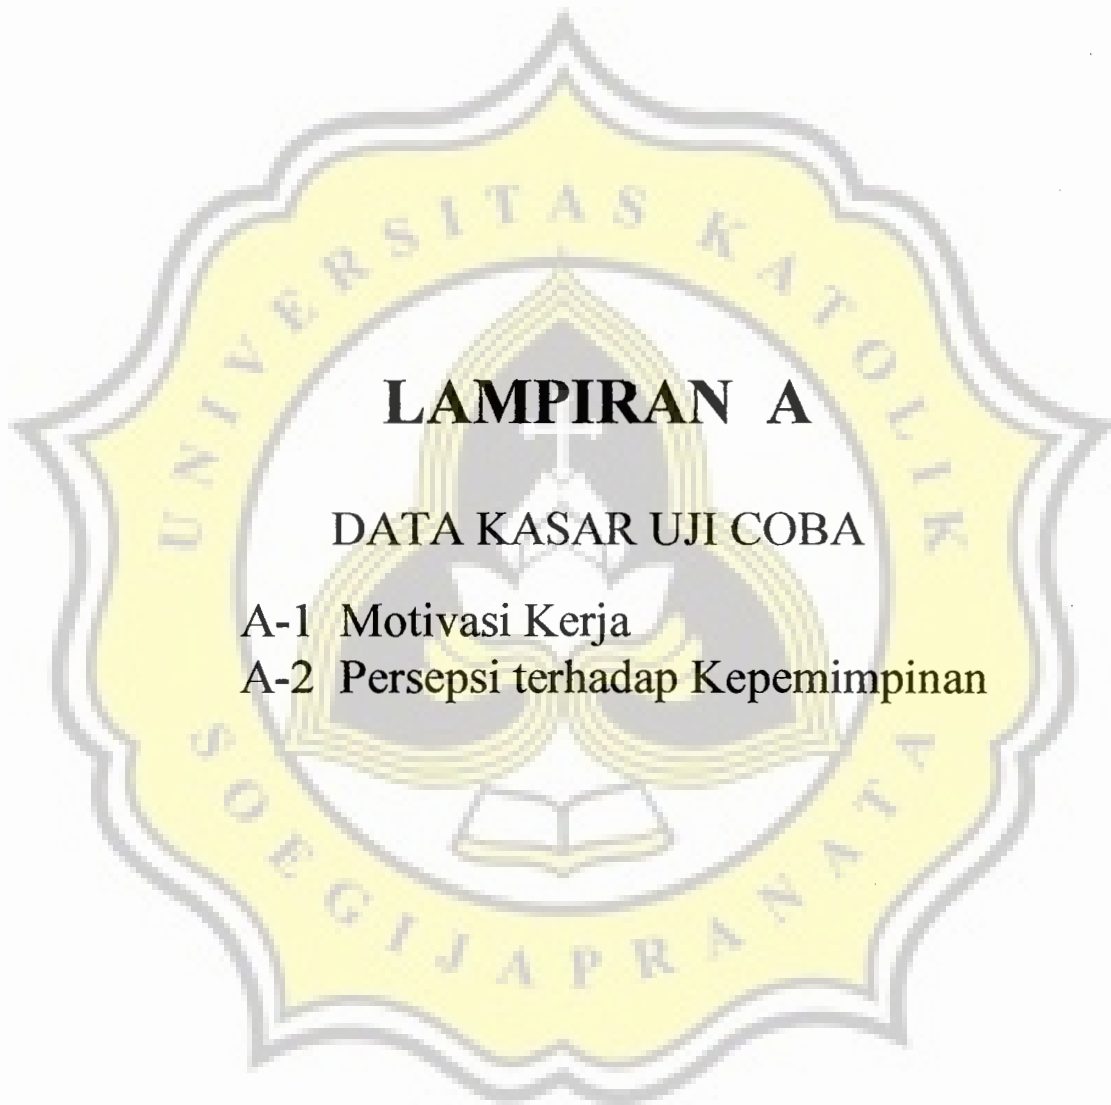 UNIVERSITAS KATOLIK
LAMPIRAN A
DATA KASAR UJI COBA
A-1 Motivasi Kerja
A-2 Persepsi terhadap Kepemimpinan
SOEGIJAPRANATA